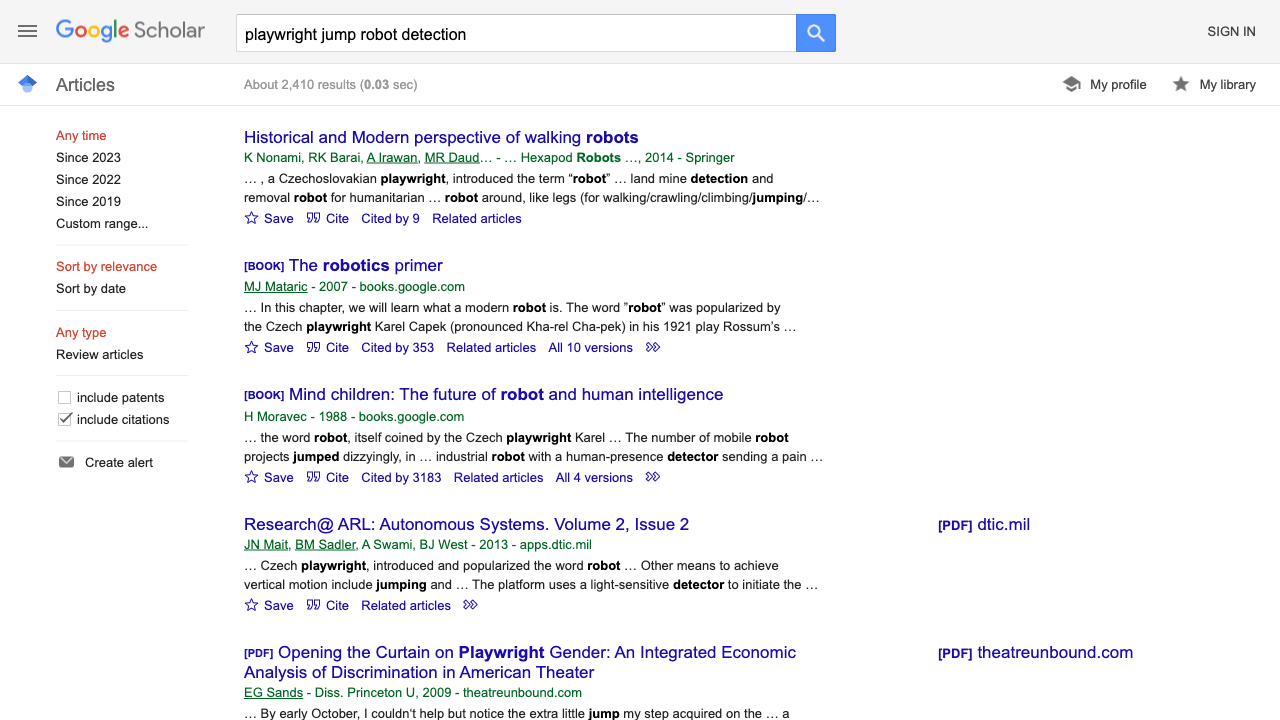 Google Scholar
playwright jump robot detection
SIGN IN
Articles
About 2,410 results (0.03 sec)
My profile
My library
Any time
Since 2023
Since 2022
Since 2019
Custom range...
Sort by relevance
Sort by date
Any type
Review articles
include patents
include citations
Create alert
Historical and Modern perspective of walking robots
K Nonami, RK Barai, A Irawan, MR Daud… - … Hexapod Robots …, 2014 - Springer
… , a Czechoslovakian playwright, introduced the term “robot” … land mine detection and
removal robot for humanitarian … robot around, like legs (for walking/crawling/climbing/jumping/…
Save Cite Cited by 9 Related articles
[BOOK] The robotics primer
MJ Mataric - 2007 - books.google.com
… In this chapter, we will learn what a modern robot is. The word ”robot” was popularized by
the Czech playwright Karel Capek (pronounced Kha-rel Cha-pek) in his 1921 play Rossum’s …
Save Cite Cited by 353 Related articles All 10 versions
[BOOK] Mind children: The future of robot and human intelligence
H Moravec - 1988 - books.google.com
… the word robot, itself coined by the Czech playwright Karel … The number of mobile robot
projects jumped dizzyingly, in … industrial robot with a human-presence detector sending a pain …
Save Cite Cited by 3183 Related articles All 4 versions
Research@ ARL: Autonomous Systems. Volume 2, Issue 2
[PDF] dtic.mil
JN Mait, BM Sadler, A Swami, BJ West - 2013 - apps.dtic.mil
… Czech playwright, introduced and popularized the word robot … Other means to achieve
vertical motion include jumping and … The platform uses a light-sensitive detector to initiate the …
Save Cite Related articles
[PDF] Opening the Curtain on Playwright Gender: An Integrated Economic
Analysis of Discrimination in American Theater
[PDF] theatreunbound.com
EG Sands - Diss. Princeton U, 2009 - theatreunbound.com
… By early October, I couldn‘t help but notice the extra little jump my step acquired on the … a